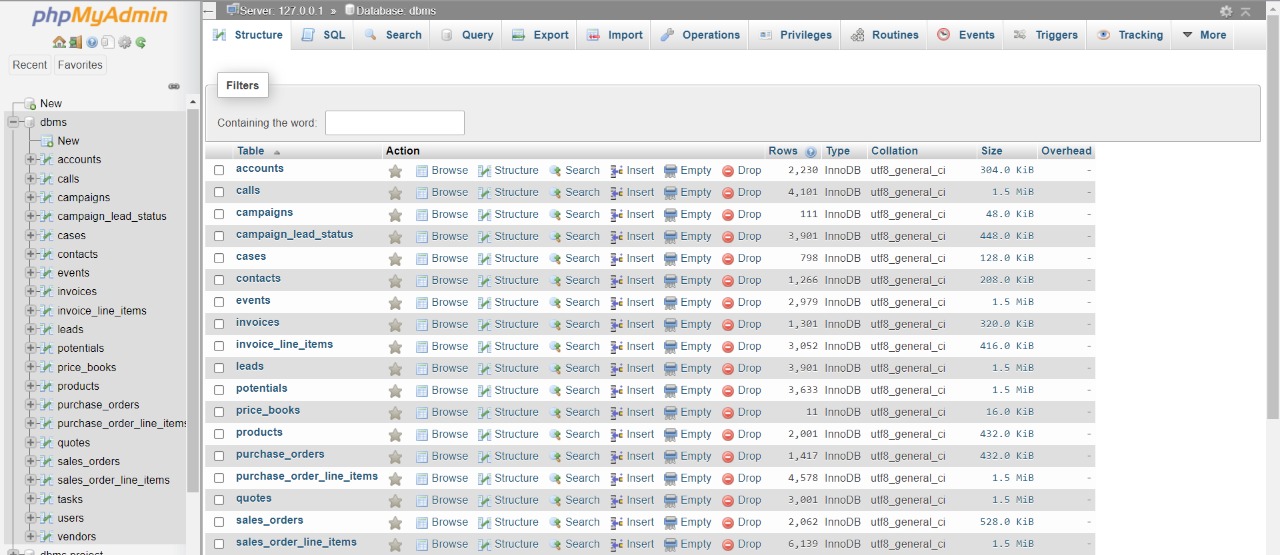 phpMyAdmin
Recent Favorites
New
dbms
New
accounts
calls
campaigns
campaign_lead_status
cases
contacts
events
invoices
invoice_line_items
leads
potentials
price_books
products
purchase_orders
purchase_order_line_items
quotes
sales_orders
sales_order_line_items
tasks
users
vendors
dbms project
Server: 127.0.0.1 » Database: dbms
Structure SQL Search Query Export Import Operations Privileges Routines Events Triggers Tracking More
Filters
Containing the word:
Table Action Rows Type Collation Size Overhead
accounts Browse Structure Search Insert Empty Drop 2,230 InnoDB utf8_general_ci 304.0 KiB -
calls Browse Structure Search Insert Empty Drop 4,101 InnoDB utf8_general_ci 1.5 MiB -
campaigns Browse Structure Search Insert Empty Drop 111 InnoDB utf8_general_ci 48.0 KiB -
campaign_lead_status Browse Structure Search Insert Empty Drop 3,901 InnoDB utf8_general_ci 448.0 KiB -
cases Browse Structure Search Insert Empty Drop 798 InnoDB utf8_general_ci 128.0 KiB -
contacts Browse Structure Search Insert Empty Drop 1,266 InnoDB utf8_general_ci 208.0 KiB -
events Browse Structure Search Insert Empty Drop 2,979 InnoDB utf8_general_ci 1.5 MiB -
invoices Browse Structure Search Insert Empty Drop 1,301 InnoDB utf8_general_ci 320.0 KiB -
invoice_line_items Browse Structure Search Insert Empty Drop 3,052 InnoDB utf8_general_ci 416.0 KiB -
leads Browse Structure Search Insert Empty Drop 3,901 InnoDB utf8_general_ci 1.5 MiB -
potentials Browse Structure Search Insert Empty Drop 3,633 InnoDB utf8_general_ci 1.5 MiB -
price_books Browse Structure Search Insert Empty Drop 11 InnoDB utf8_general_ci 16.0 KiB -
products Browse Structure Search Insert Empty Drop 2,001 InnoDB utf8_general_ci 432.0 KiB -
purchase_orders Browse Structure Search Insert Empty Drop 1,417 InnoDB utf8_general_ci 432.0 KiB -
purchase_order_line_items Browse Structure Search Insert Empty Drop 4,578 InnoDB utf8_general_ci 1.5 MiB -
quotes Browse Structure Search Insert Empty Drop 3,001 InnoDB utf8_general_ci 1.5 MiB -
sales_orders Browse Structure Search Insert Empty Drop 2,062 InnoDB utf8_general_ci 528.0 KiB -
sales_order_line_items Browse Structure Search Insert Empty Drop 6,139 InnoDB utf8_general_ci 1.5 MiB -